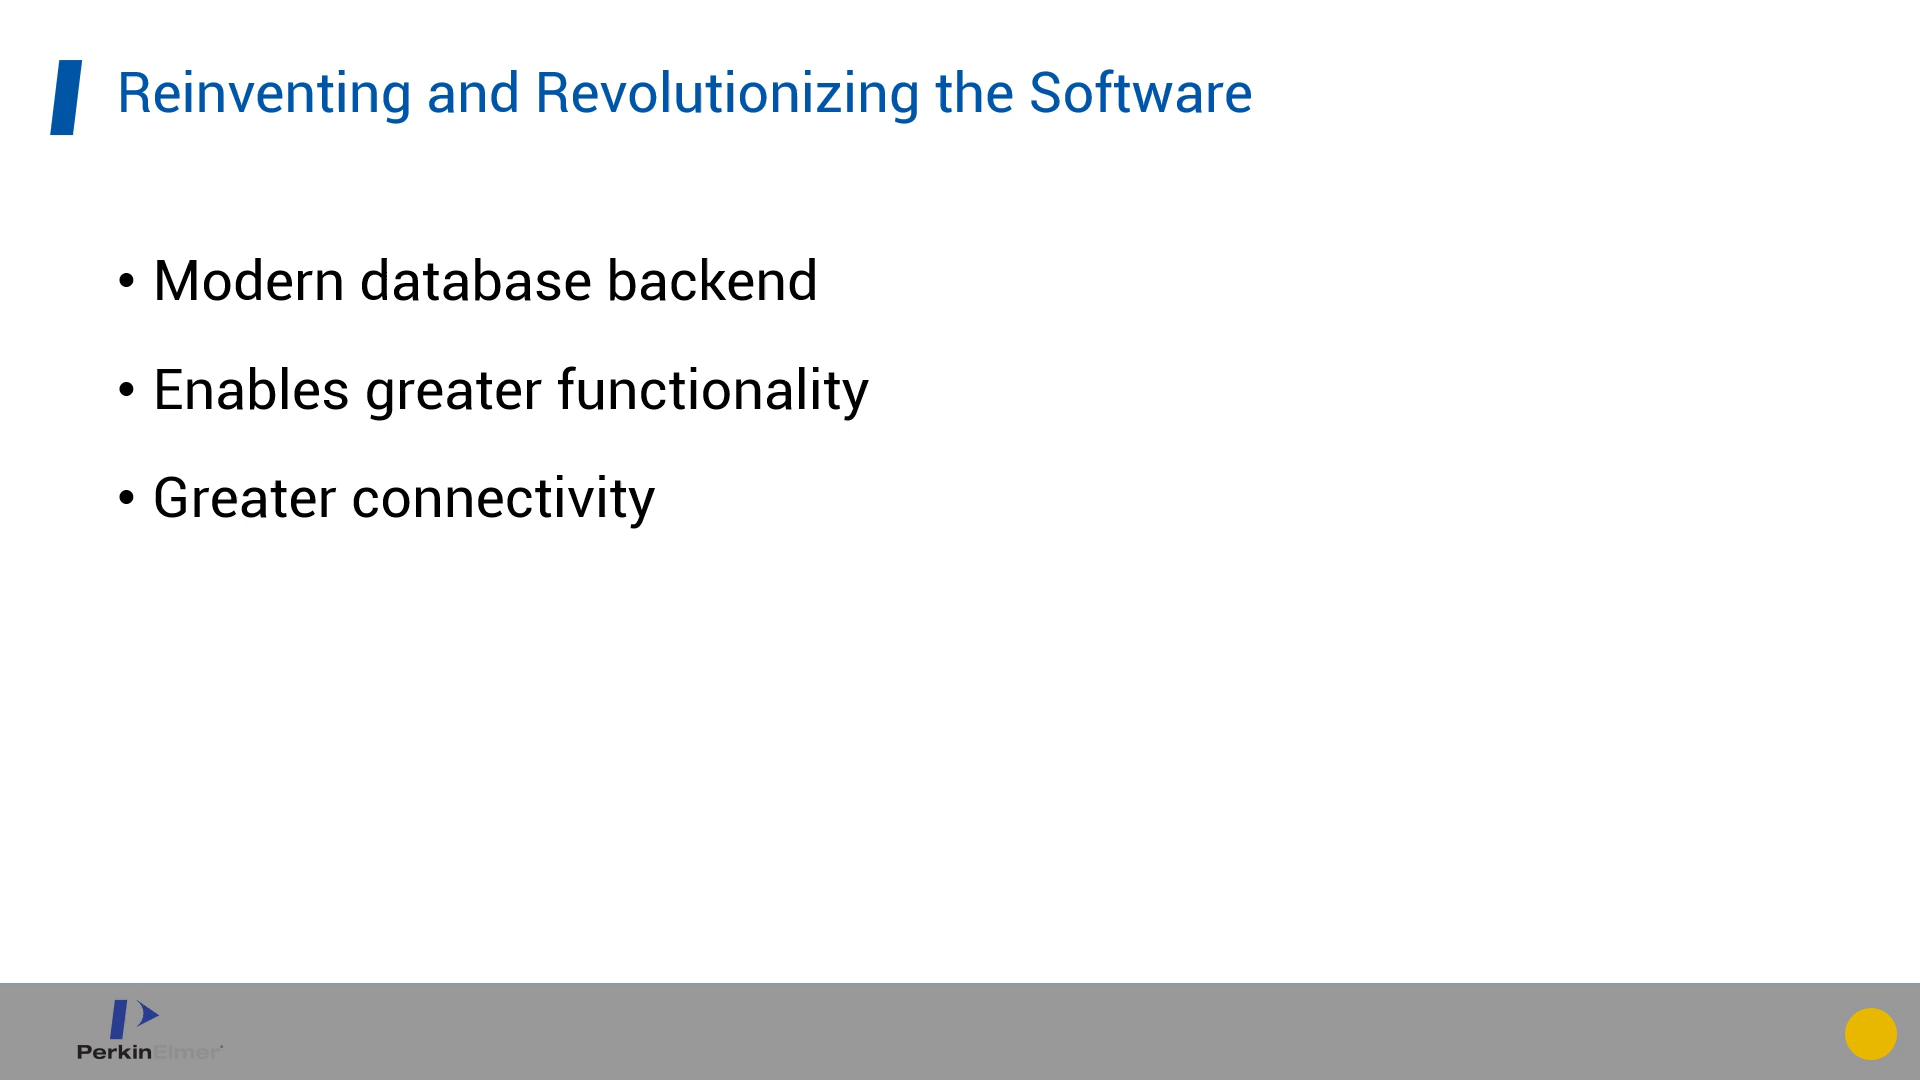 Reinventing and Revolutionizing the Software
• Modern database backend
• Enables greater functionality
• Greater connectivity
PerkinElmer